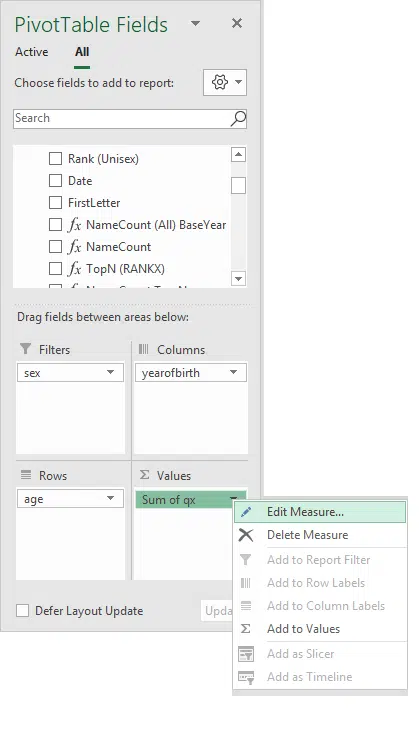 PivotTable Fields
Active All
Choose fields to add to report:
Search
Rank (Unisex)
Date
FirstLetter
fx NameCount (All) BaseYear
fx NameCount
fx TopN (RANKX)
Drag fields between areas below:
Filters
Columns
sex
yearofbirth
Rows
Σ Values
age
Sum of qx
Edit Measure...
Delete Measure
Add to Report Filter
Add to Row Labels
Add to Column Labels
Σ Add to Values
Add as Slicer
Add as Timeline
Defer Layout Update
Upda